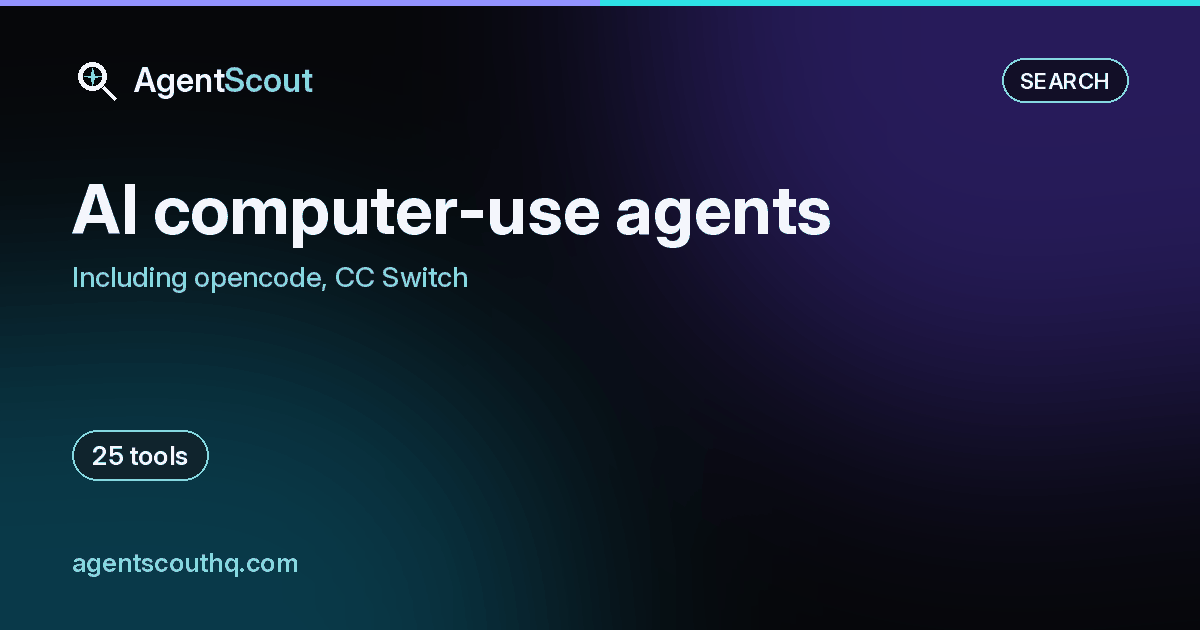 AgentScout
SEARCH
AI computer-use agents
Including opencode, CC Switch
25 tools
agentscouthq.com